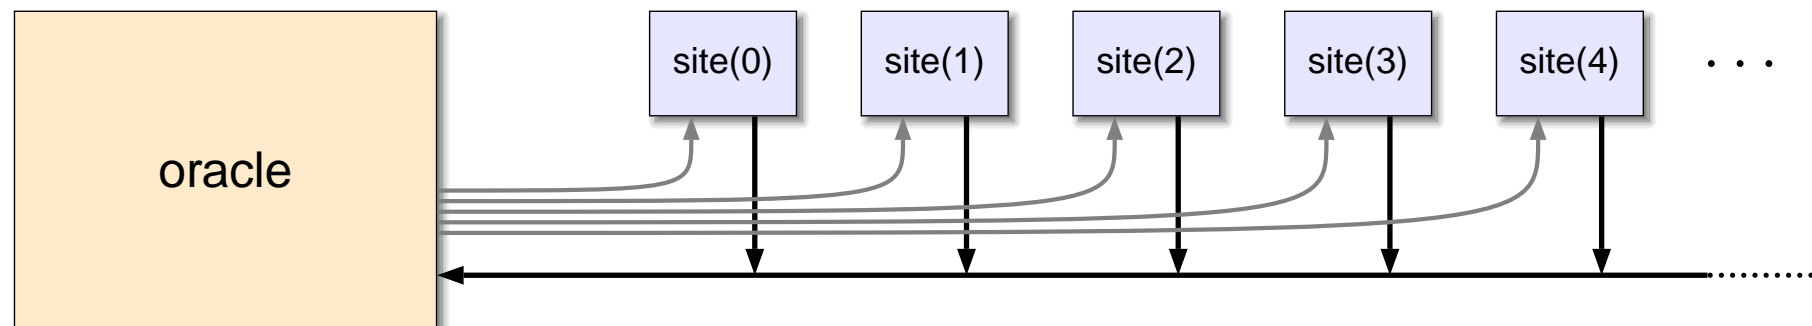 site(0) site(1) site(2) site(3) site(4) . . .
oracle